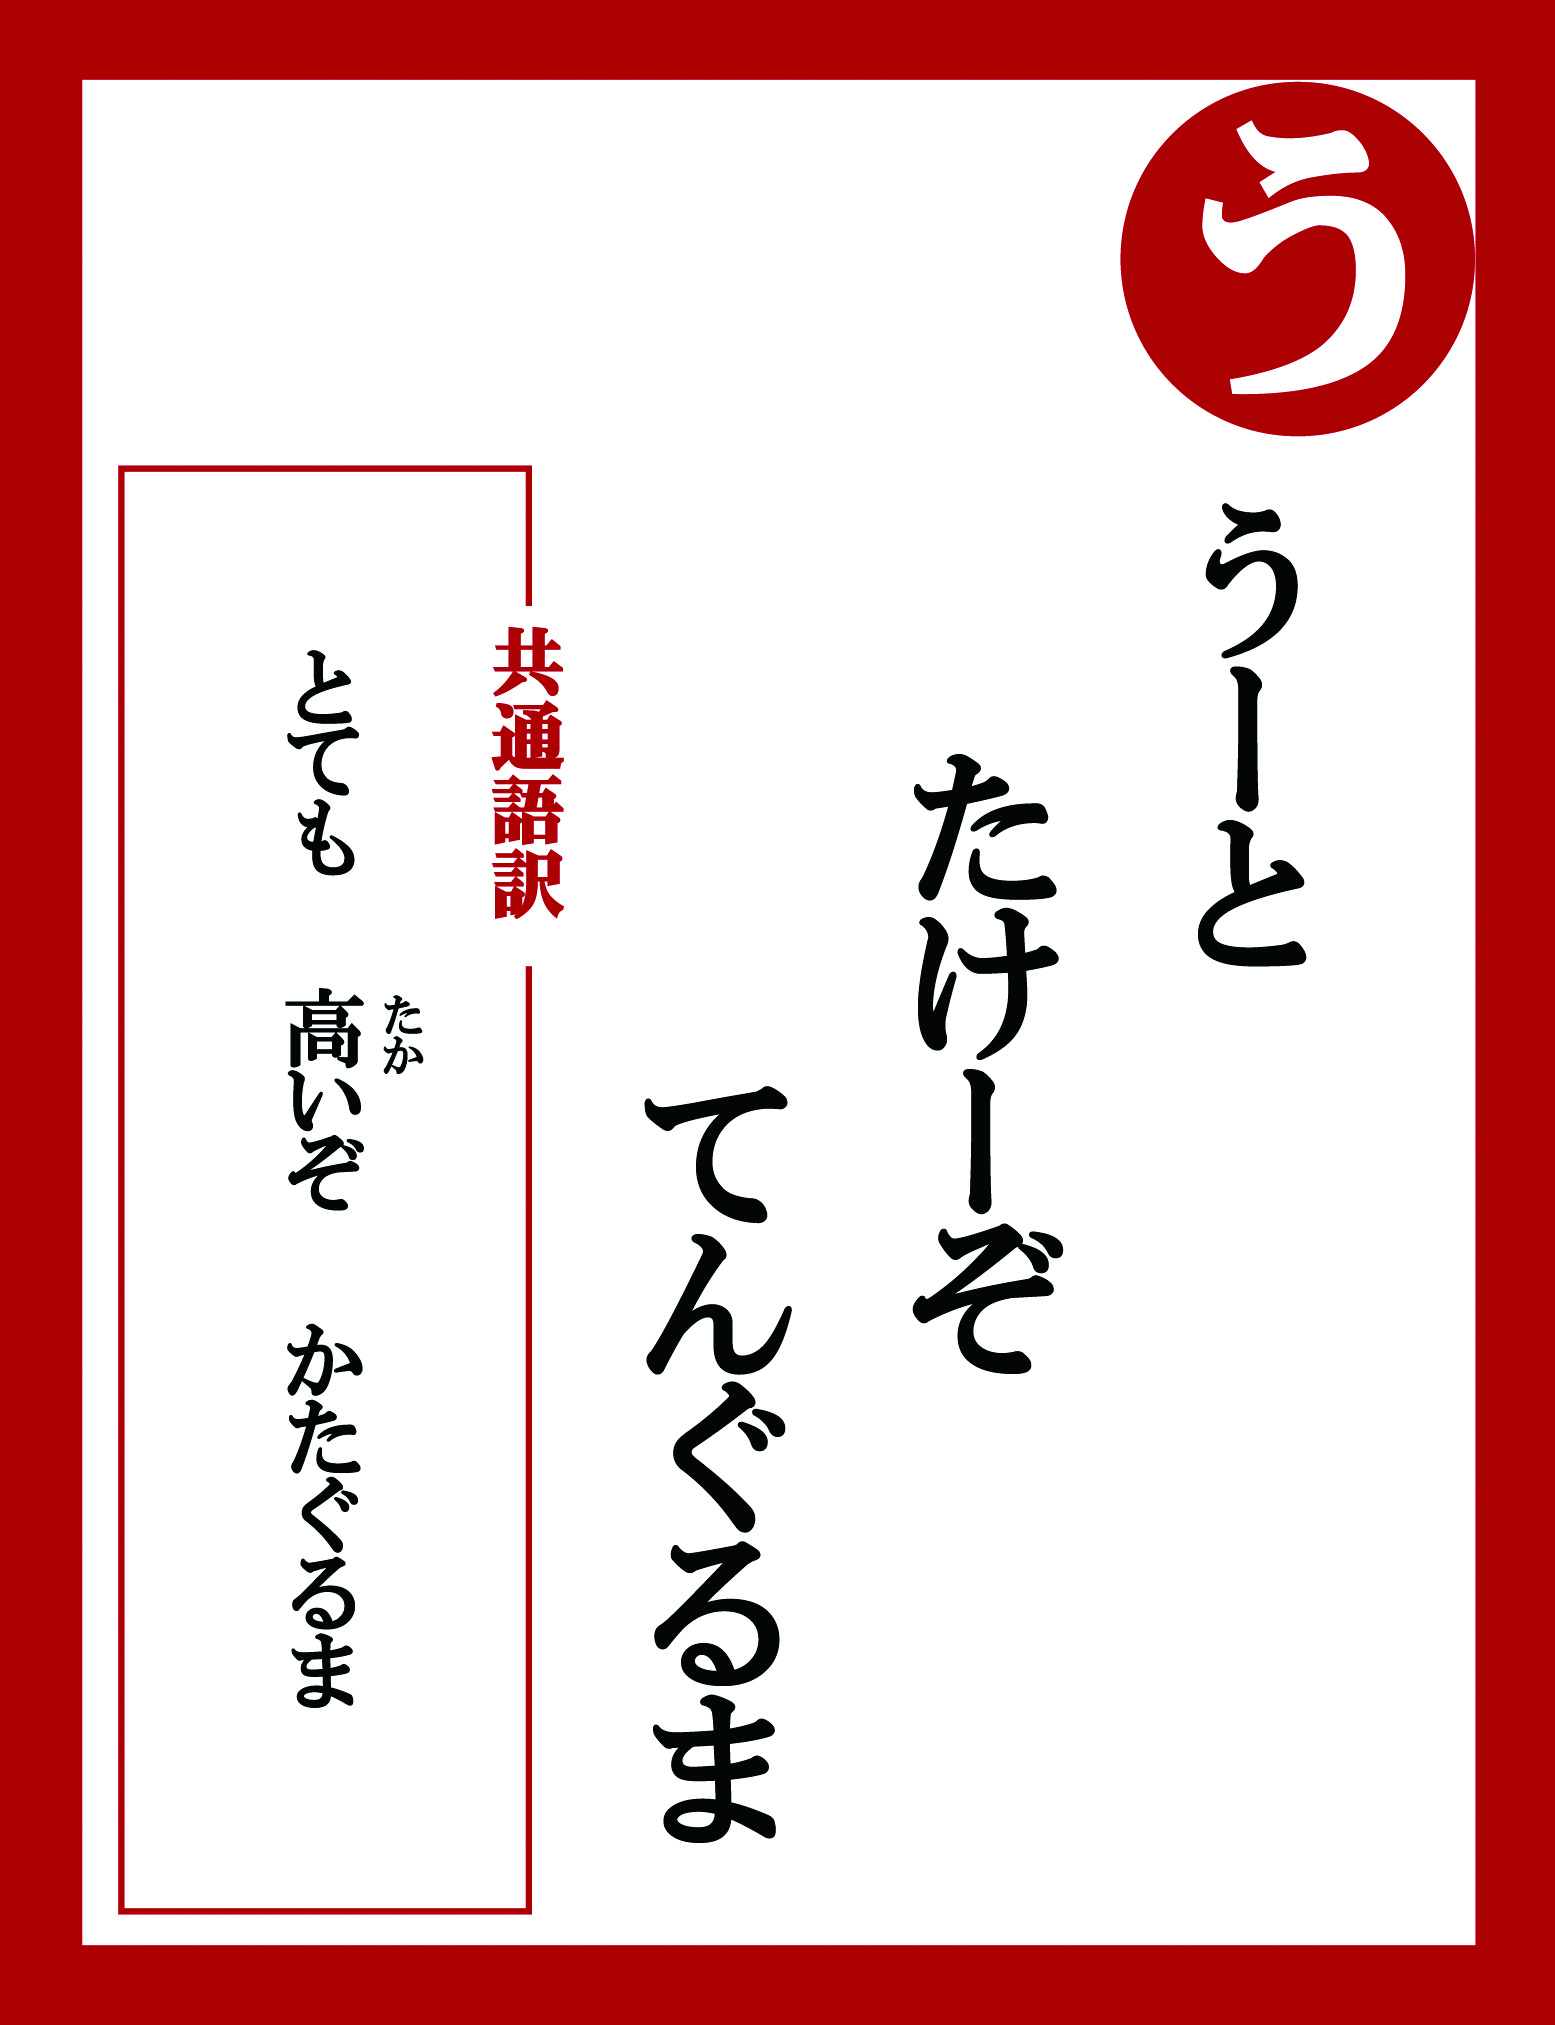 う
うーと
たけーぞ
てんぐるま
共通語訳
とても 高いぞ かたぐるま
たか